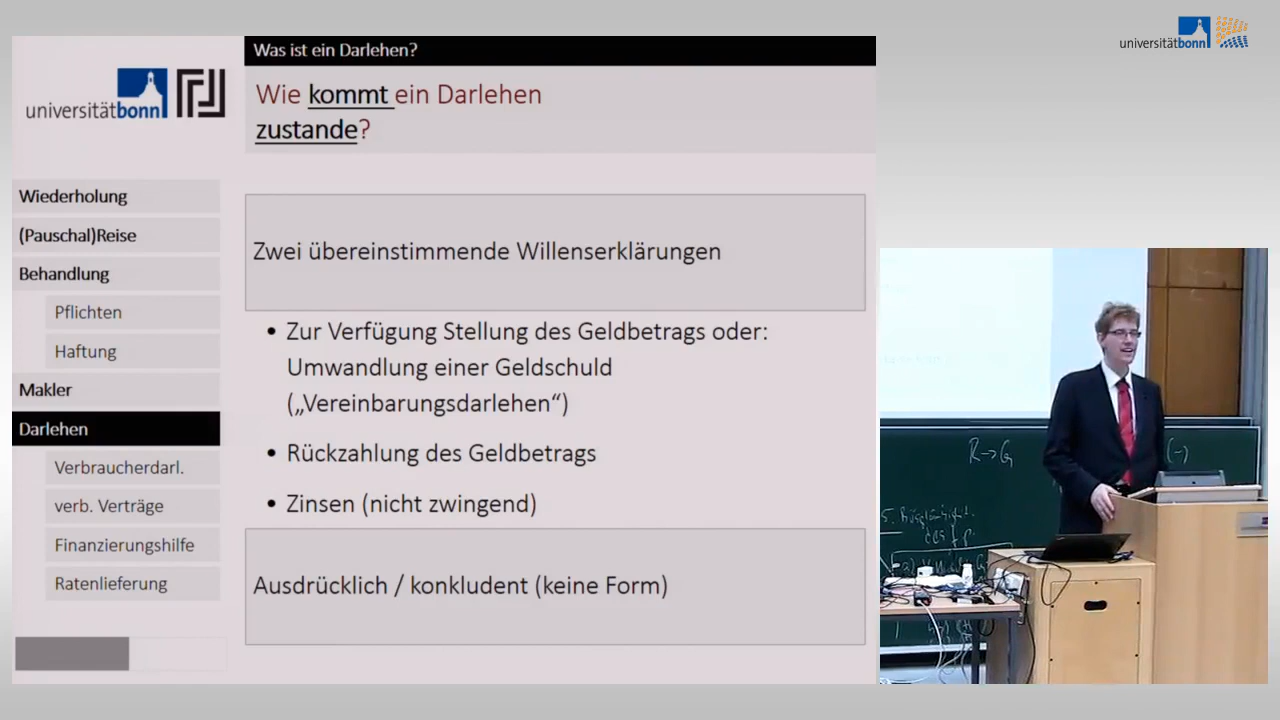 universitätbonn
Was ist ein Darlehen?
universitätbonn
Wie kommt ein Darlehen
zustande?
Wiederholung
(Pauschal)Reise
Behandlung
Pflichten
Haftung
Makler
Darlehen
Verbraucherdarl.
verb. Verträge
Finanzierungshilfe
Ratenlieferung
Zwei übereinstimmende Willenserklärungen
• Zur Verfügung Stellung des Geldbetrags oder:
Umwandlung einer Geldschuld
(„Vereinbarungsdarlehen“)
• Rückzahlung des Geldbetrags
• Zinsen (nicht zwingend)
Ausdrücklich / konkludent (keine Form)
R→G (-)